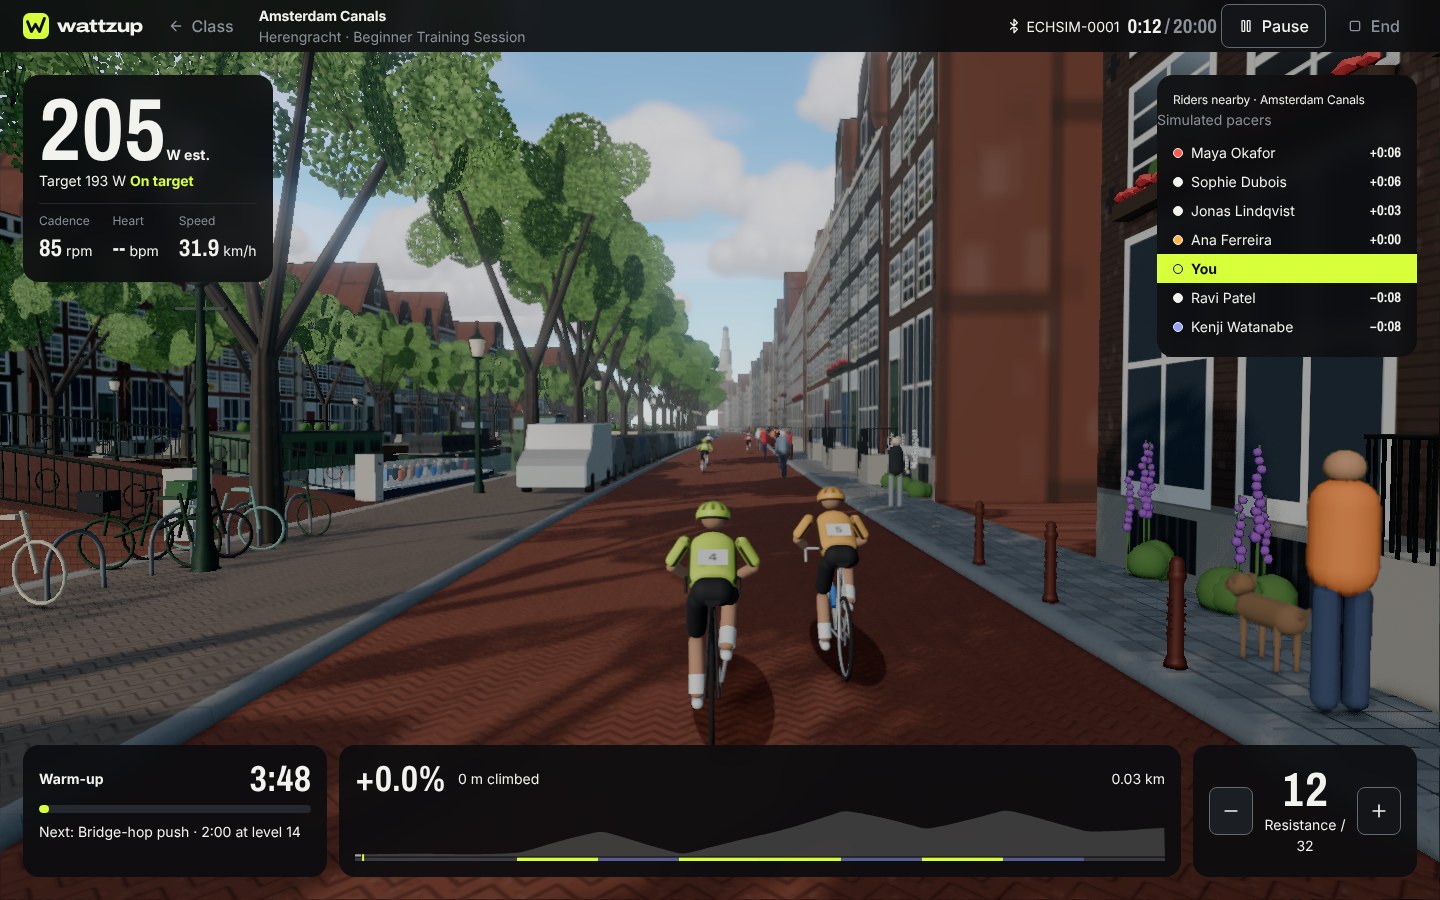 wattzup
Class
Amsterdam Canals
Herengracht · Beginner Training Session
ECHSIM-0001 0:12 / 20:00
Pause
End
205 W est.
Target 193 W On target
Cadence Heart Speed
85 rpm -- bpm 31.9 km/h
Riders nearby · Amsterdam Canals
Simulated pacers
Maya Okafor +0:06
Sophie Dubois +0:06
Jonas Lindqvist +0:03
Ana Ferreira +0:00
You
Ravi Patel −0:08
Kenji Watanabe −0:08
4
5
Warm-up 3:48
Next: Bridge-hop push · 2:00 at level 14
+0.0% 0 m climbed 0.03 km
12
Resistance /
32